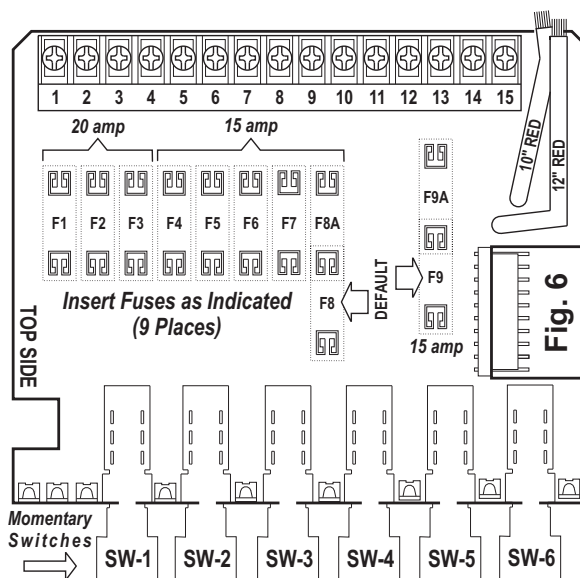 10" RED
12" RED
1 2 3 4 5 6 7 8 9 10 11 12 13 14 15
20 amp 15 amp
F1 F2 F3 F4 F5 F6 F7 F8A F9A
Insert Fuses as Indicated
(9 Places)
F8
DEFAULT
F9
15 amp
Fig. 6
TOP SIDE
Momentary
Switches
SW-1 SW-2 SW-3 SW-4 SW-5 SW-6